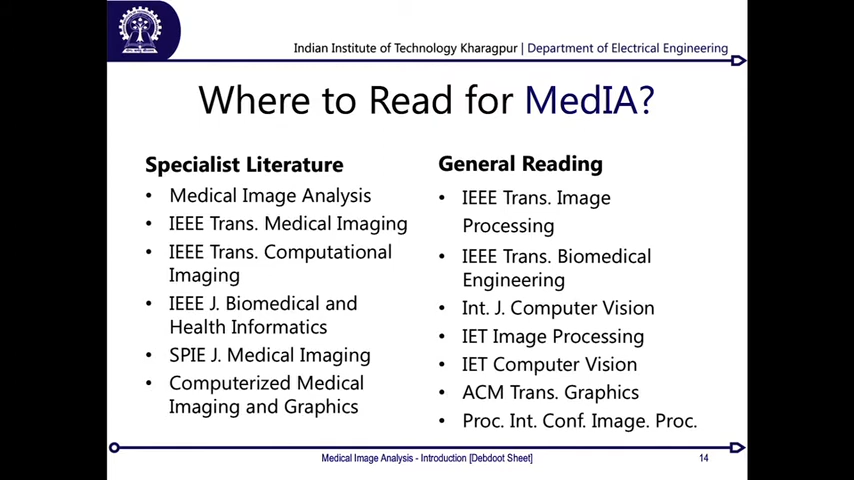 Indian Institute of Technology Kharagpur | Department of Electrical Engineering
Where to Read for MedIA?
Specialist Literature
• Medical Image Analysis
• IEEE Trans. Medical Imaging
• IEEE Trans. Computational
Imaging
• IEEE J. Biomedical and
Health Informatics
• SPIE J. Medical Imaging
• Computerized Medical
Imaging and Graphics
General Reading
• IEEE Trans. Image
Processing
• IEEE Trans. Biomedical
Engineering
• Int. J. Computer Vision
• IET Image Processing
• IET Computer Vision
• ACM Trans. Graphics
• Proc. Int. Conf. Image. Proc.
Medical Image Analysis - Introduction [Debdoot Sheet]
14